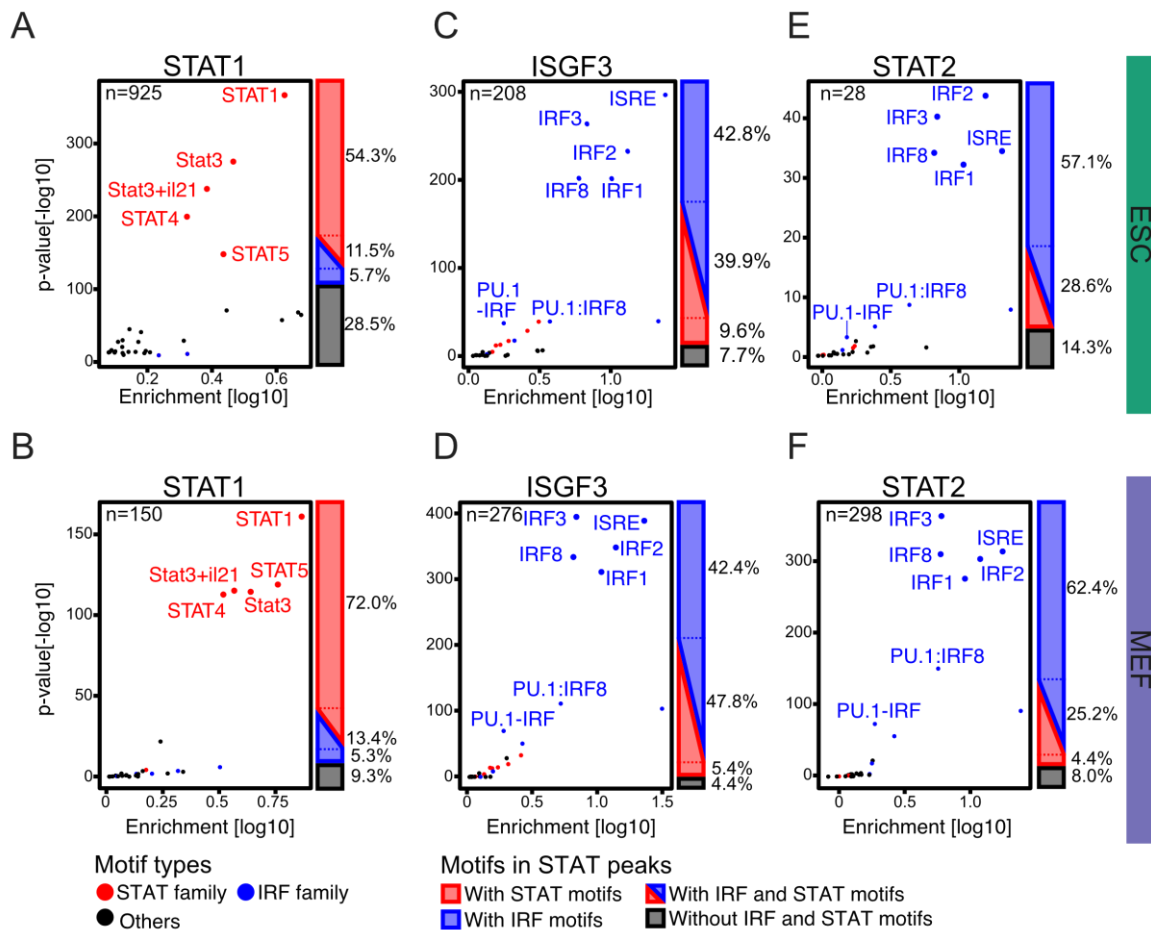 A
STAT1
n=925
STAT1
Stat3
Stat3+il21
STAT4
STAT5
p-value[-log10]
300
200
100
0
0.2
0.4
0.6
Enrichment [log10]
54.3%
11.5%
5.7%
28.5%
C
ISGF3
n=208
ISRE
IRF3
IRF2
IRF8
IRF1
PU.1
-IRF
PU.1:IRF8
300
200
100
0
0.0
0.5
1.0
Enrichment [log10]
42.8%
39.9%
9.6%
7.7%
E
STAT2
n=28
IRF2
IRF3
ISRE
IRF8
IRF1
PU.1:IRF8
PU.1-IRF
40
30
20
10
0
0.0
0.5
1.0
Enrichment [log10]
57.1%
28.6%
14.3%
ESC
B
STAT1
n=150
STAT1
Stat3+il21
STAT5
STAT4
Stat3
p-value[-log10]
150
100
50
0
0
0.25
0.50
0.75
Enrichment [log10]
72.0%
13.4%
5.3%
9.3%
D
ISGF3
n=276
IRF3
ISRE
IRF8
IRF2
IRF1
PU.1:IRF8
PU.1-IRF
400
300
200
100
0
0.0
0.5
1.0
1.5
Enrichment [log10]
42.4%
47.8%
5.4%
4.4%
F
STAT2
n=298
IRF3
ISRE
IRF8
IRF1
IRF2
PU.1:IRF8
PU.1-IRF
300
200
100
0
0.0
0.5
1.0
Enrichment [log10]
62.4%
25.2%
4.4%
8.0%
MEF
Motif types
STAT family
IRF family
Others
Motifs in STAT peaks
With STAT motifs
With IRF and STAT motifs
With IRF motifs
Without IRF and STAT motifs